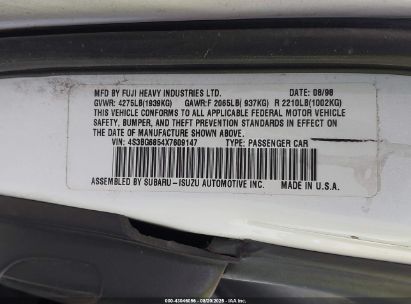 MFD BY FUJI HEAVY INDUSTRIES LTD. DATE 08/98
GVWR: 4275LB(1939KG) GAWR:F 2065LB( 937KG) R 2210LB(1002KG)
THIS VEHICLE CONFORMS TO ALL APPLICABLE FEDERAL MOTOR VEHICLE
SAFETY, BUMPER, AND THEFT PREVENTION STANDARDS IN EFFECT ON
THE DATE OF MANUFACTURE SHOWN ABOVE.
VIN: 4S3BG6854X7609147 TYPE: PASSENGER CAR
ASSEMBLED BY SUBARU-ISUZU AUTOMOTIVE INC. MADE IN U.S.A.